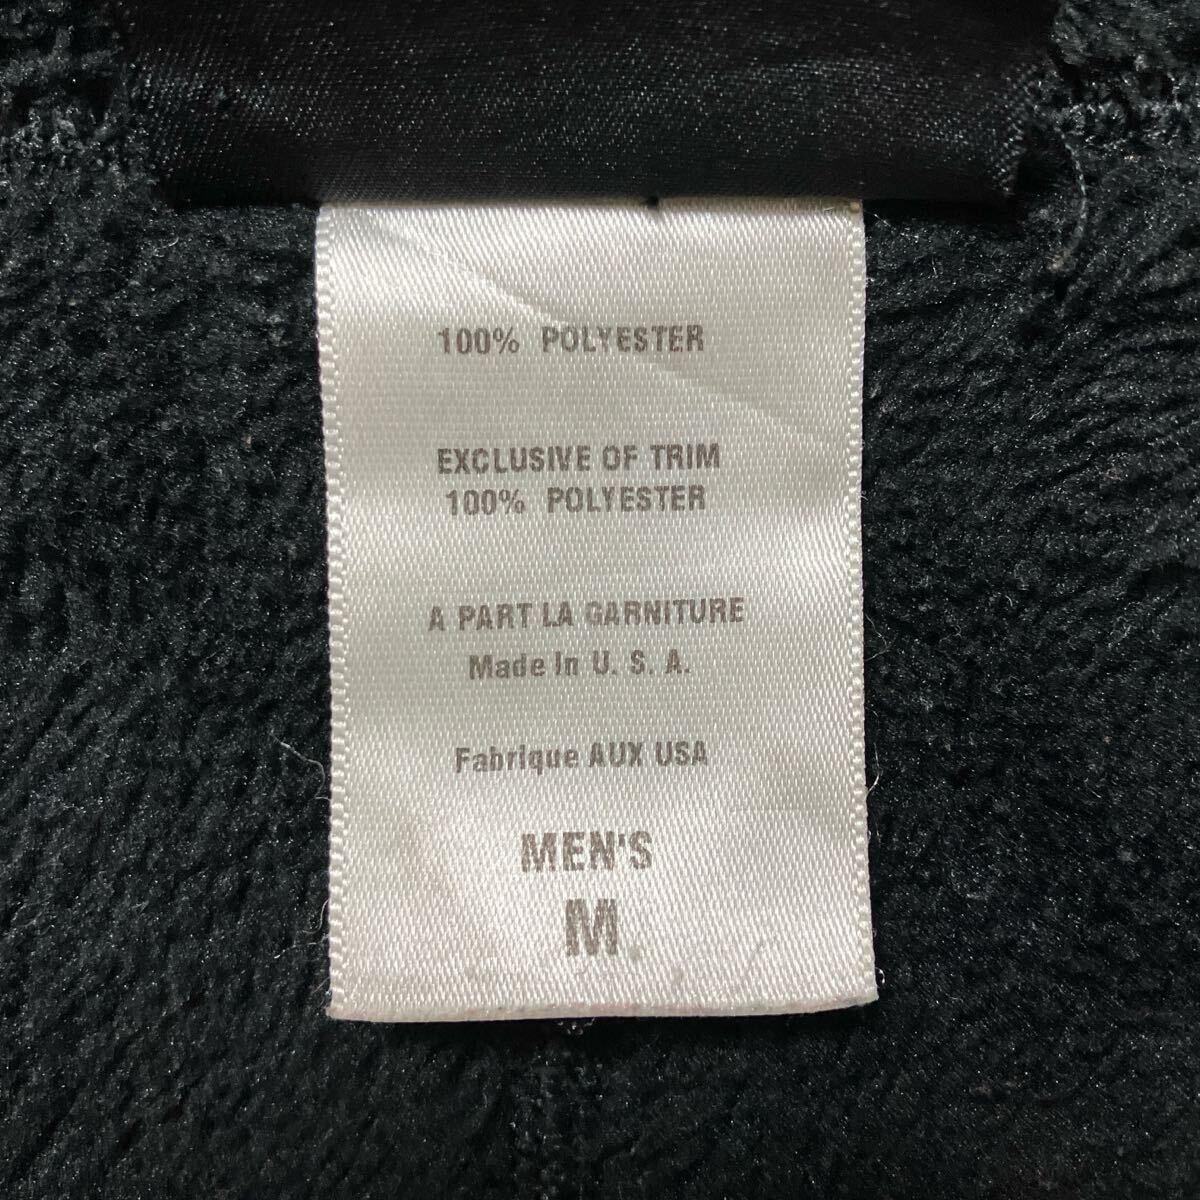 100% POLYESTER
EXCLUSIVE OF TRIM
100% POLYESTER
A PART LA GARNITURE
Made In U. S. A.
Fabrique AUX USA
MEN'S
M.